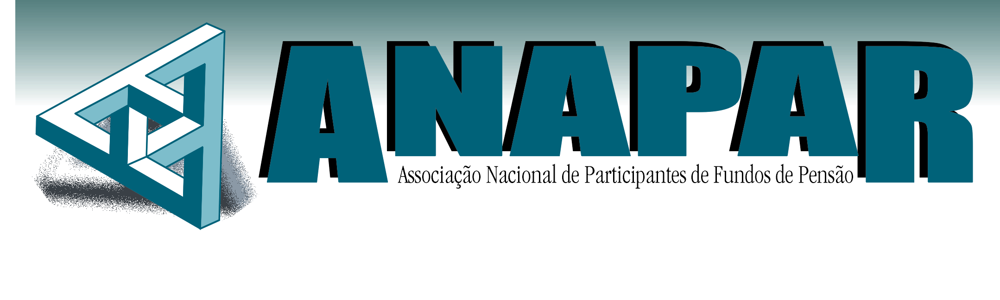 ANAPAR
Associação Nacional de Participantes de Fundos de Pensão